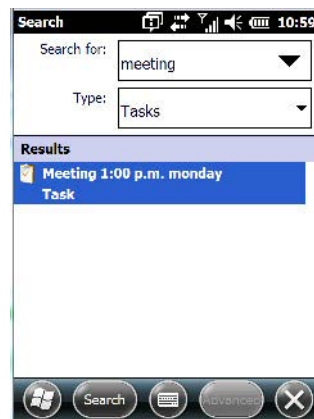 Search 10:59
Search for: meeting
Type: Tasks
Results
Meeting 1:00 p.m. monday
Task
Search Advanced